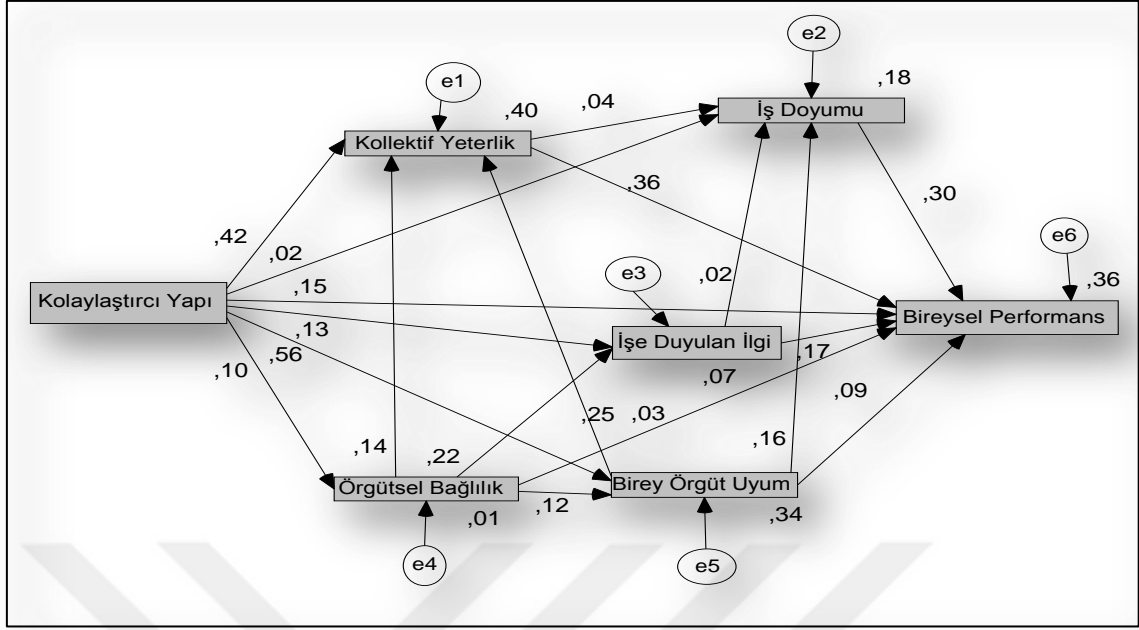 e2
,18
e1
,40
,04
İş Doyumu
Kollektif Yeterlik
,36
,30
,42
,02
e6
e3
,02
,36
Kolaylaştırcı Yapı
,15
Bireysel Performans
,13
İşe Duyulan İlgi
,56
,17
,10
,07
,09
,25
,03
,14
,22
,16
Örgütsel Bağlılık
Birey Örgüt Uyum
,01
,12
,34
e4
e5